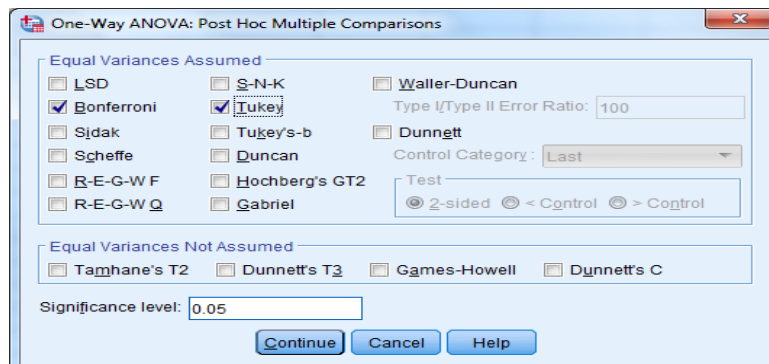 One-Way ANOVA: Post Hoc Multiple Comparisons
Equal Variances Assumed
LSD S-N-K Waller-Duncan
Bonferroni Tukey Type I/Type II Error Ratio: 100
Sidak Tukey's-b Dunnett
Scheffe Duncan Control Category : Last
R-E-G-W F Hochberg's GT2 Test
R-E-G-W Q Gabriel 2-sided < Control > Control
Equal Variances Not Assumed
Tamhane's T2 Dunnett's T3 Games-Howell Dunnett's C
Significance level: 0.05
Continue Cancel Help